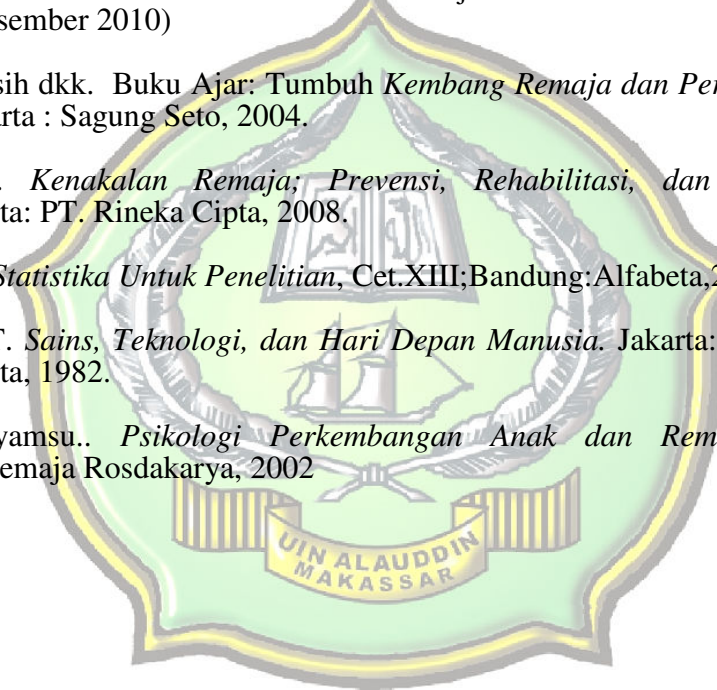 sember 2010)
sih dkk. Buku Ajar: Tumbuh Kembang Remaja dan Per
arta : Sagung Seto, 2004.
. Kenakalan Remaja; Prevensi, Rehabilitasi, dan
ta: PT. Rineka Cipta, 2008.
Statistika Untuk Penelitian, Cet.XIII;Bandung:Alfabeta,2
T. Sains, Teknologi, dan Hari Depan Manusia. Jakarta:
ta, 1982.
yamsu.. Psikologi Perkembangan Anak dan Rem
emaja Rosdakarya, 2002
UIN ALAUDDIN
MAKASSAR